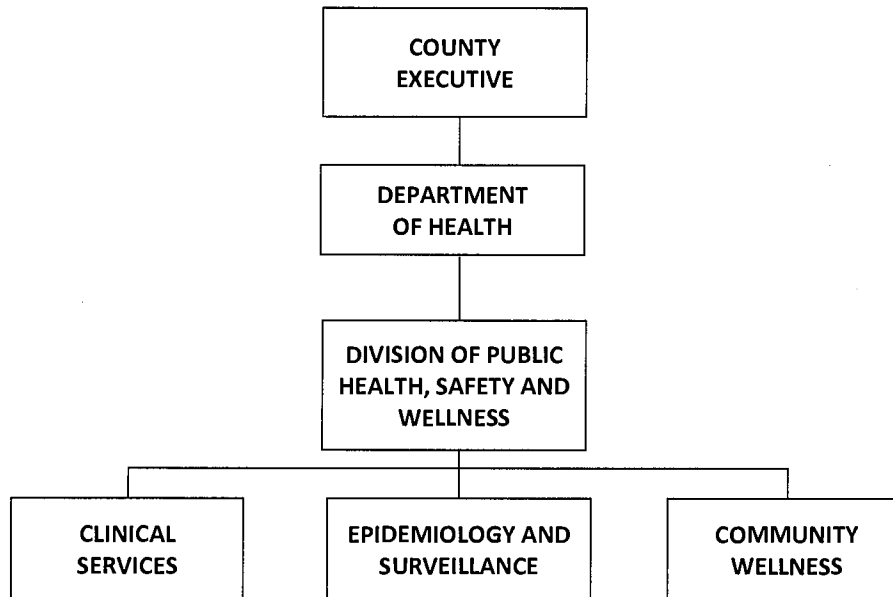 COUNTY
EXECUTIVE
DEPARTMENT
OF HEALTH
DIVISION OF PUBLIC
HEALTH, SAFETY AND
WELLNESS
CLINICAL
SERVICES
EPIDEMIOLOGY AND
SURVEILLANCE
COMMUNITY
WELLNESS